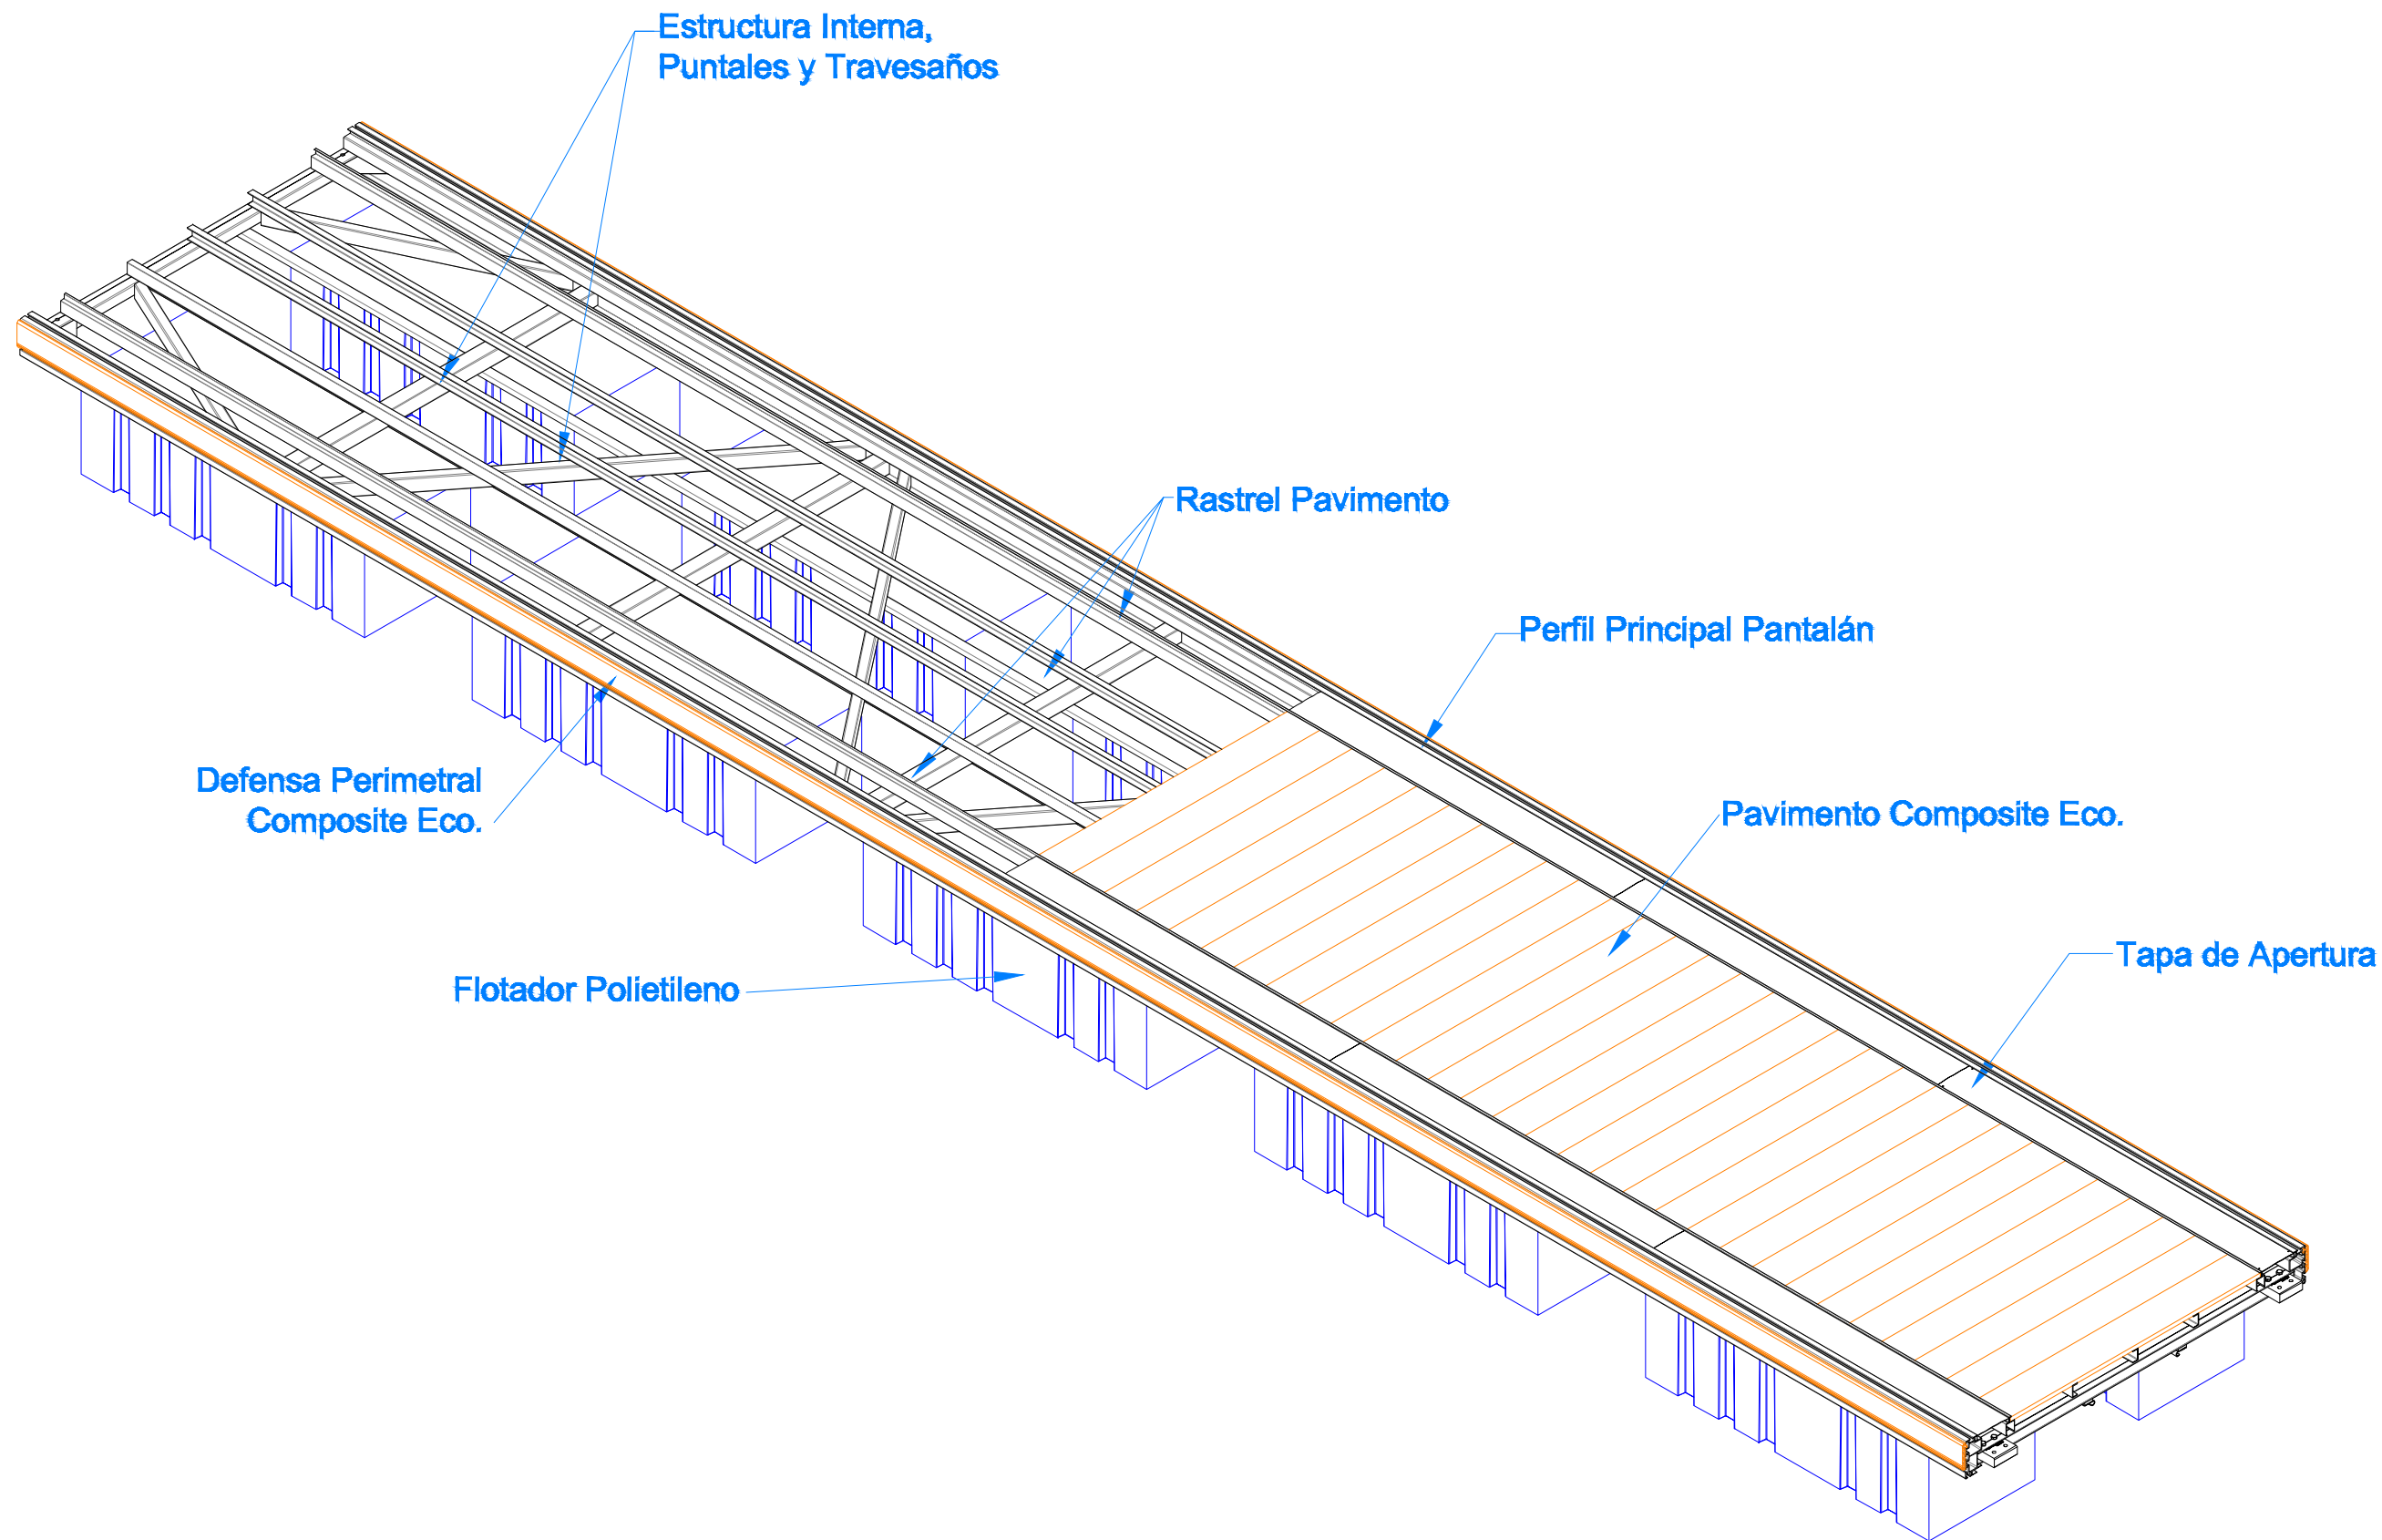 Estructura Interna,
Puntales y Travesaños
Rastrel Pavimento
Perfil Principal Pantalán
Defensa Perimetral
Composite Eco.
Pavimento Composite Eco.
Tapa de Apertura
Flotador Polietileno